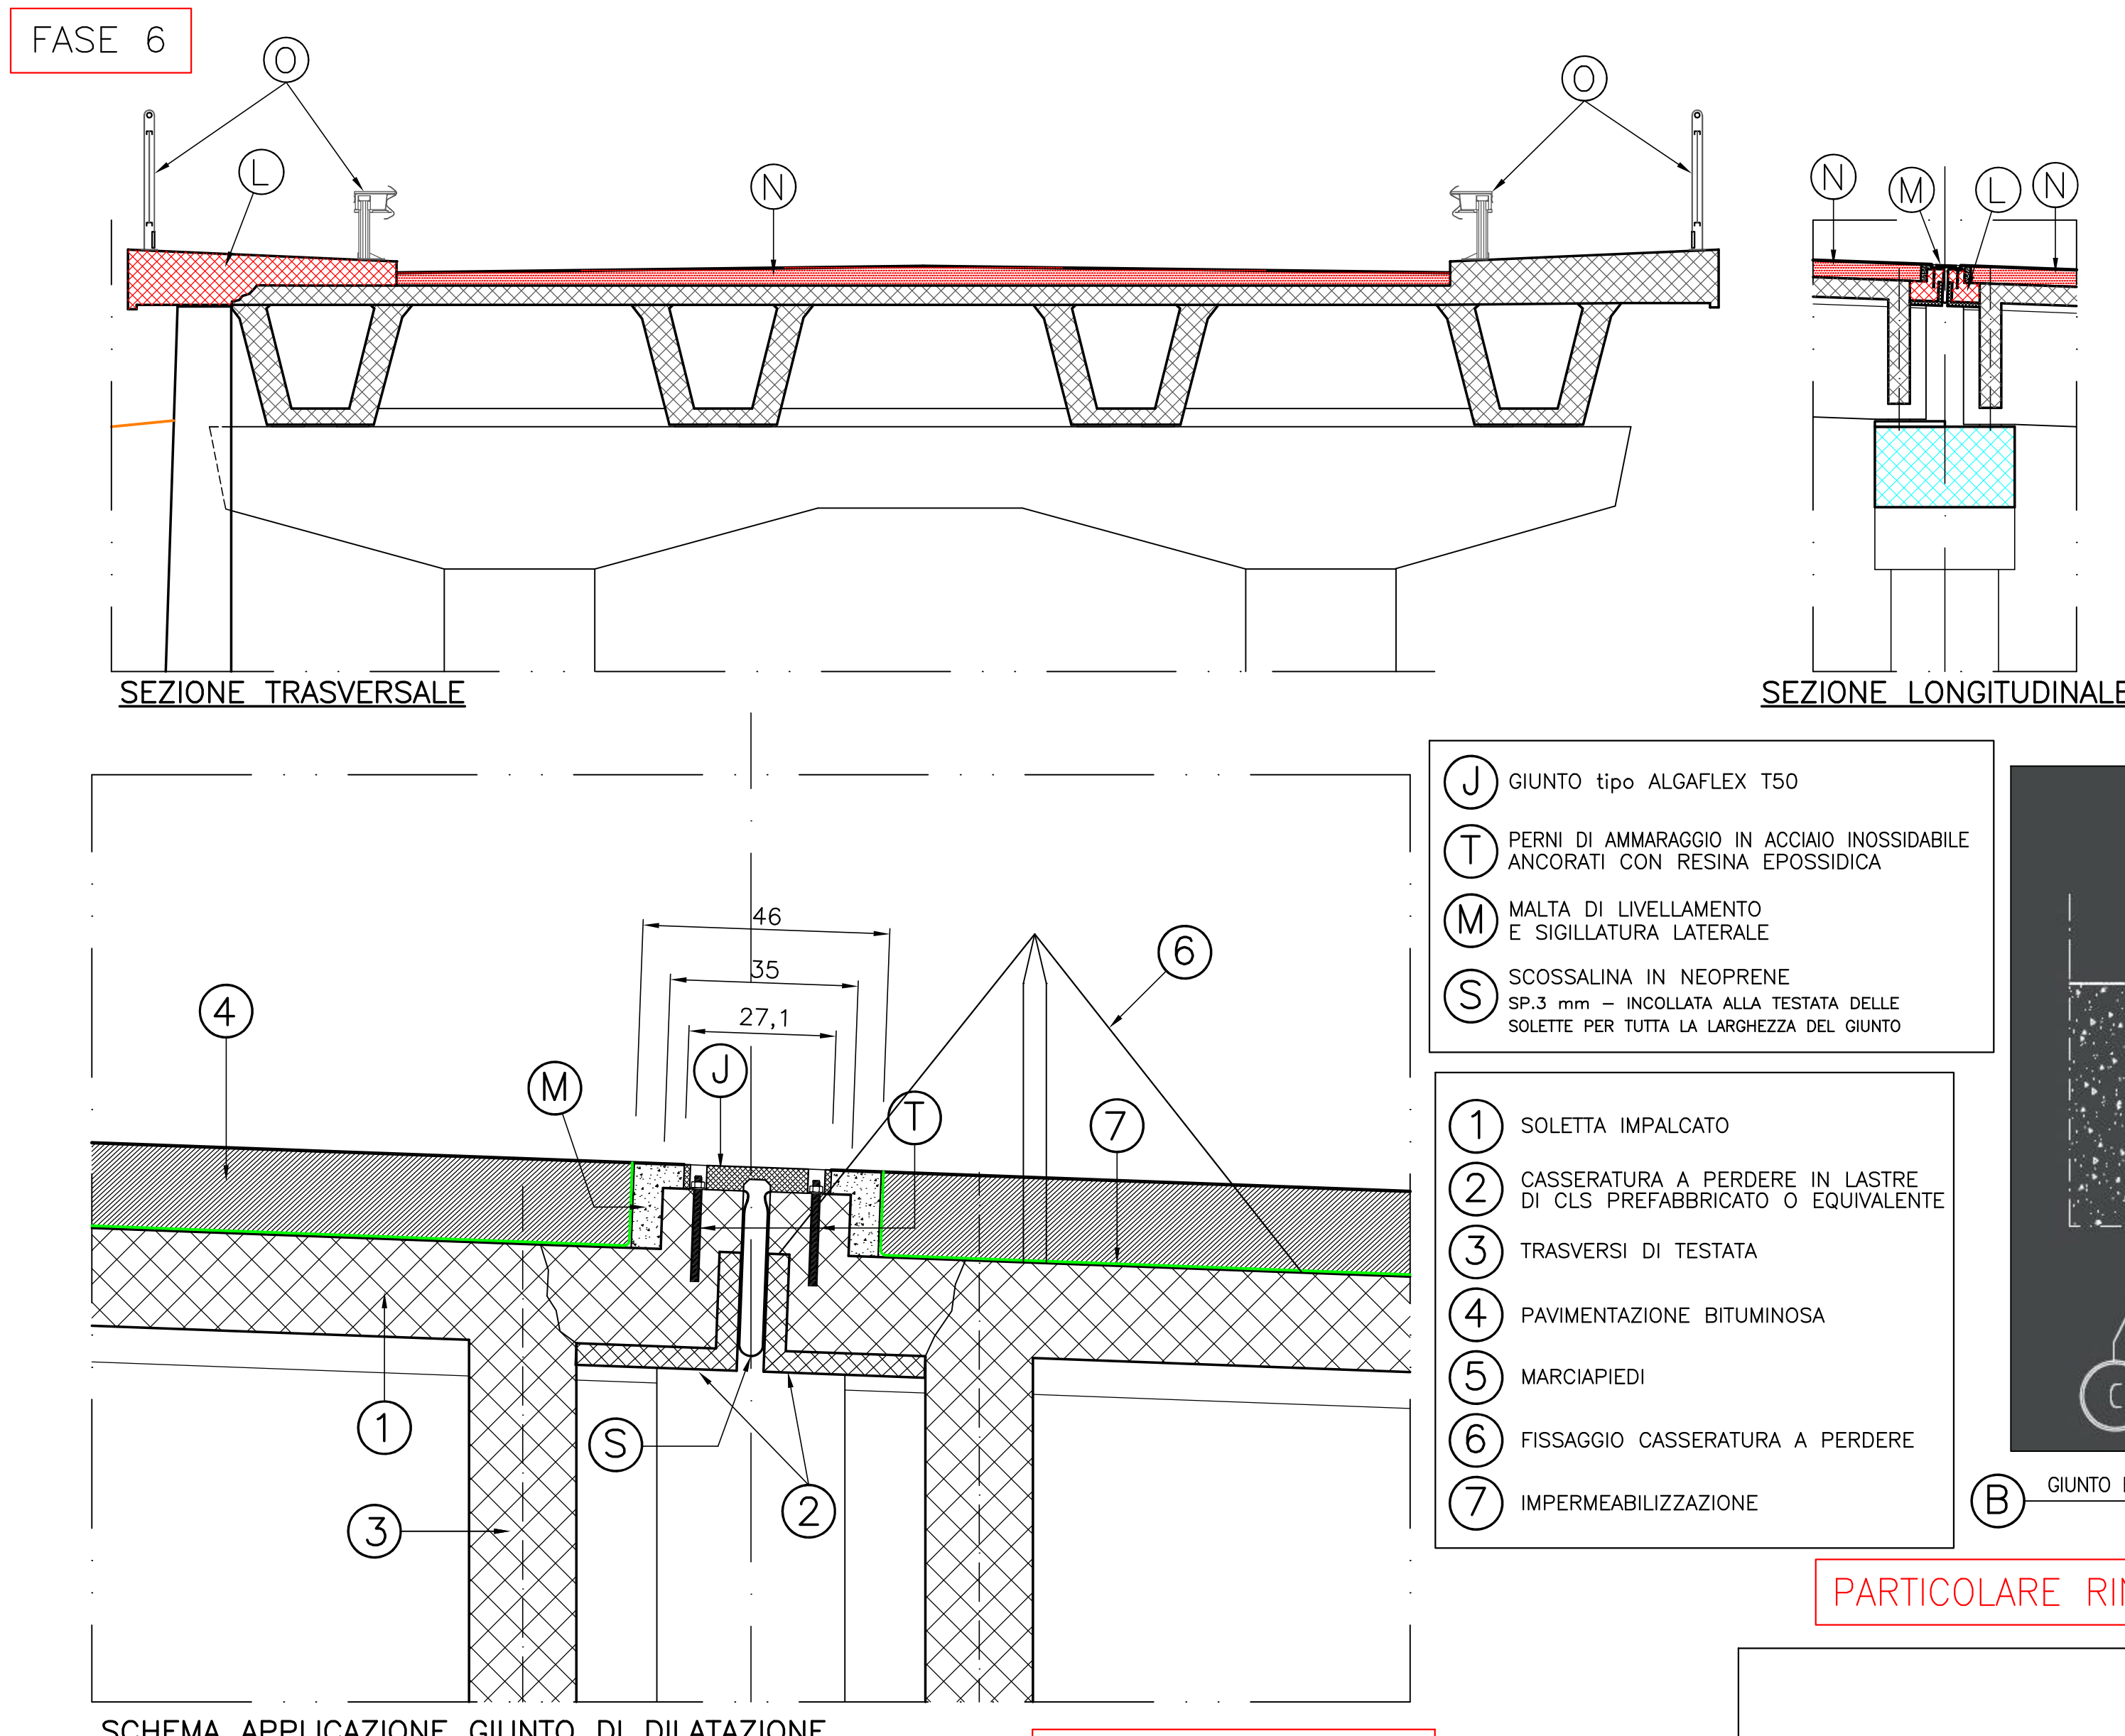 FASE 6
O
O
L
N
N
M
L
N
SEZIONE TRASVERSALE
SEZIONE LONGITUDINALE
J GIUNTO tipo ALGAFLEX T50
T PERNI DI AMMARAGGIO IN ACCIAIO INOSSIDABILE
ANCORATI CON RESINA EPOSSIDICA
M MALTA DI LIVELLAMENTO
E SIGILLATURA LATERALE
S SCOSSALINA IN NEOPRENE
SP.3 mm – INCOLLATA ALLA TESTATA DELLE
SOLETTE PER TUTTA LA LARGHEZZA DEL GIUNTO
46
35
27,1
6
4
M
J
T
7
1
S
2
3
1 SOLETTA IMPALCATO
2 CASSERATURA A PERDERE IN LASTRE
DI CLS PREFABBRICATO O EQUIVALENTE
3 TRASVERSI DI TESTATA
4 PAVIMENTAZIONE BITUMINOSA
5 MARCIAPIEDI
6 FISSAGGIO CASSERATURA A PERDERE
7 IMPERMEABILIZZAZIONE
B GIUNTO
PARTICOLARE
SCHEMA APPLICAZIONE GIUNTO DI DILATAZIONE